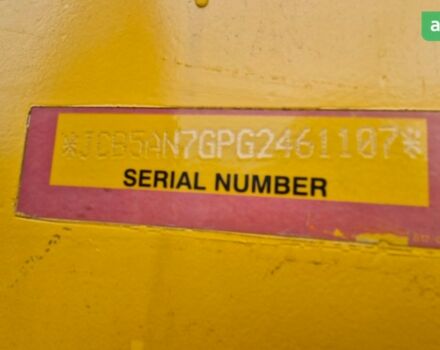 *JCB5AN7GPG2461107*
SERIAL NUMBER